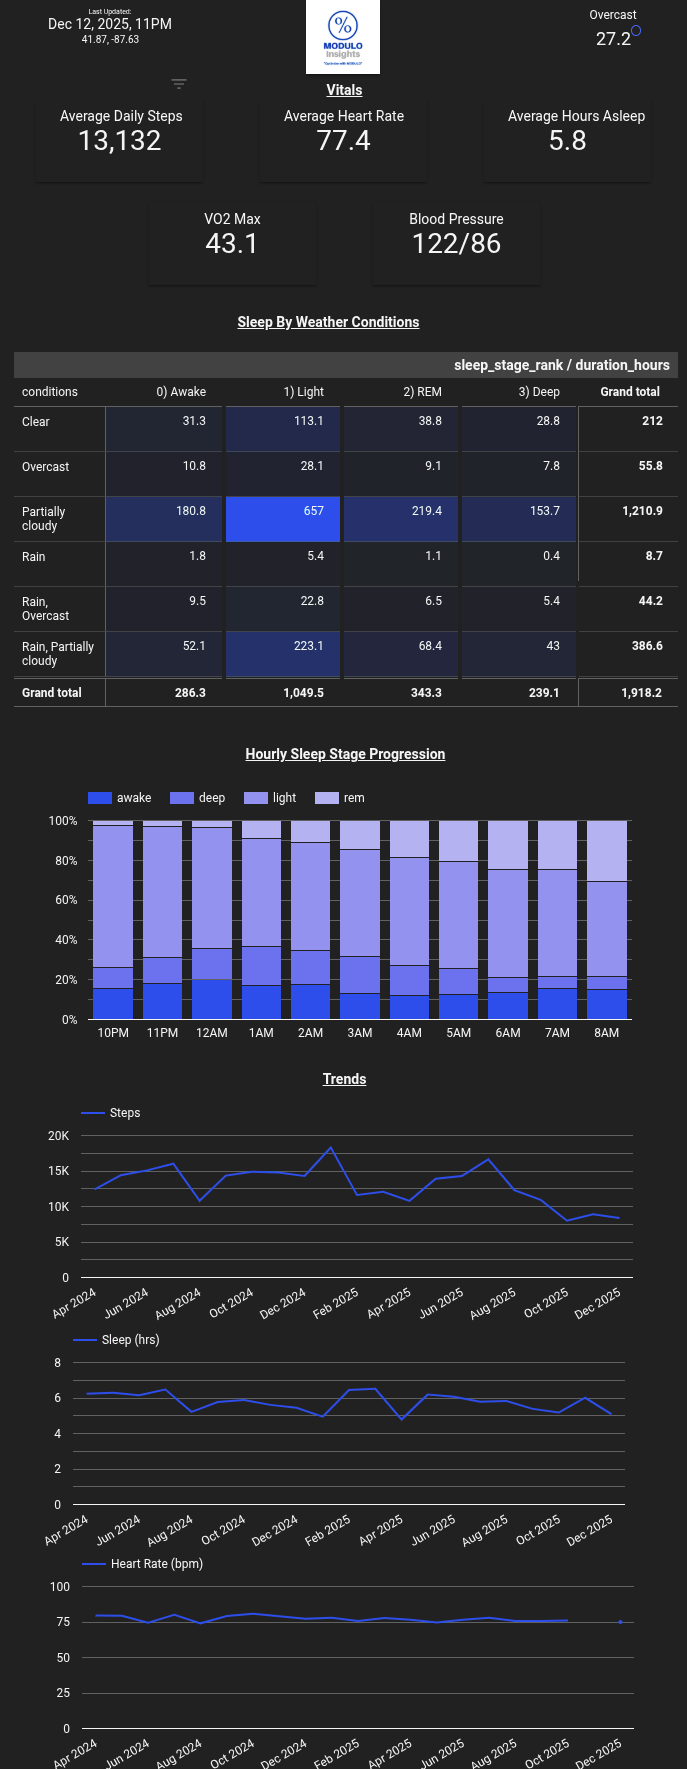 Last Updated:
Dec 12, 2025, 11PM
41.87, -87.63
%
MODULO
Insights
"Optimize with MODULO"
Overcast
27.2
Vitals
Average Daily Steps
13,132
Average Heart Rate
77.4
Average Hours Asleep
5.8
VO2 Max
43.1
Blood Pressure
122/86
Sleep By Weather Conditions
sleep_stage_rank / duration_hours
conditions 0) Awake 1) Light 2) REM 3) Deep Grand total
Clear 31.3 113.1 38.8 28.8 212
Overcast 10.8 28.1 9.1 7.8 55.8
Partially cloudy 180.8 657 219.4 153.7 1,210.9
Rain 1.8 5.4 1.1 0.4 8.7
Rain, Overcast 9.5 22.8 6.5 5.4 44.2
Rain, Partially cloudy 52.1 223.1 68.4 43 386.6
Grand total 286.3 1,049.5 343.3 239.1 1,918.2
Hourly Sleep Stage Progression
awake deep light rem
100%
80%
60%
40%
20%
0%
10PM 11PM 12AM 1AM 2AM 3AM 4AM 5AM 6AM 7AM 8AM
Trends
Steps
20K
15K
10K
5K
0
Apr 2024 Jun 2024 Aug 2024 Oct 2024 Dec 2024 Feb 2025 Apr 2025 Jun 2025 Aug 2025 Oct 2025 Dec 2025
Sleep (hrs)
8
6
4
2
0
Apr 2024 Jun 2024 Aug 2024 Oct 2024 Dec 2024 Feb 2025 Apr 2025 Jun 2025 Aug 2025 Oct 2025 Dec 2025
Heart Rate (bpm)
100
75
50
25
0
Apr 2024 Jun 2024 Aug 2024 Oct 2024 Dec 2024 Feb 2025 Apr 2025 Jun 2025 Aug 2025 Oct 2025 Dec 2025